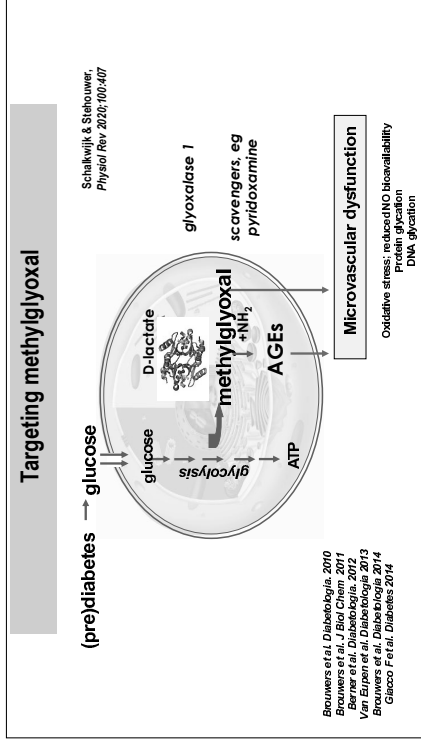 Targeting methylglyoxal
Schalkwijk & Stehouwer,
Physiol Rev 2020;100:407
(pre)diabetes → glucose
glucose
glycolysis
ATP
D-lactate
methylglyoxal
+NH2
AGEs
glyoxalase 1
scavengers, eg
pyridoxamine
Microvascular dysfunction
Oxidative stress; reduced NO bioavailability
Protein glycation
DNA glycation
Brouwers et al. Diabetologia. 2010
Brouwers et al. J Biol Chem. 2011
Berner et al. Diabetologia. 2012
Van Eupen et al. Diabetologia 2013
Brouwers et al. Diabetologia 2014
Giacco F et al. Diabetes 2014